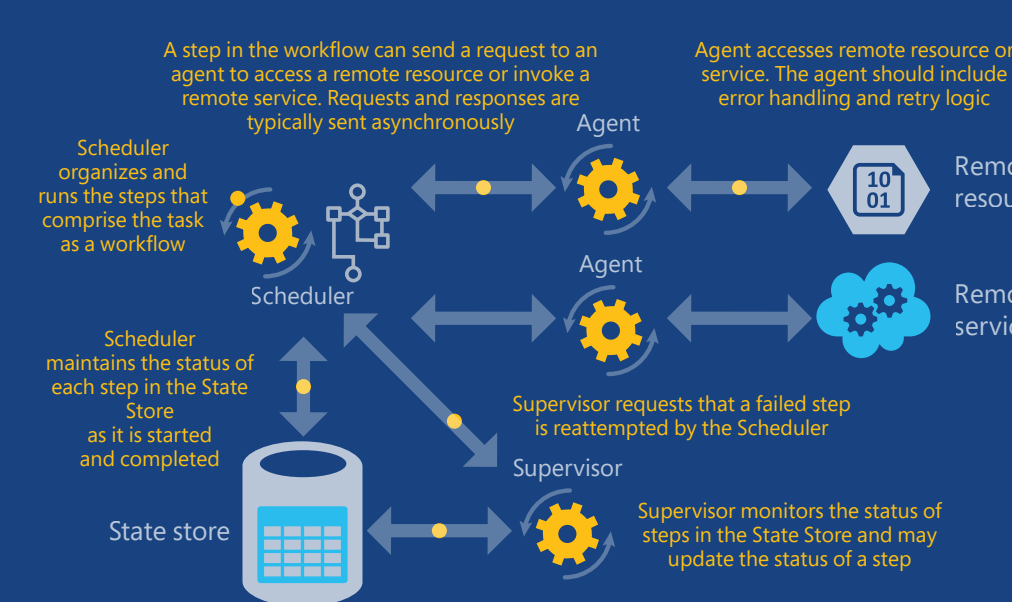 A step in the workflow can send a request to an
agent to access a remote resource or invoke a
remote service. Requests and responses are
typically sent asynchronously
Agent accesses remote resource or
service. The agent should include
error handling and retry logic
Agent
Scheduler
organizes and
runs the steps that
comprise the task
as a workflow
10
01
Scheduler
Agent
Scheduler
maintains the status of
each step in the State
Store
as it is started
and completed
Supervisor requests that a failed step
is reattempted by the Scheduler
Supervisor
State store
Supervisor monitors the status of
steps in the State Store and may
update the status of a step